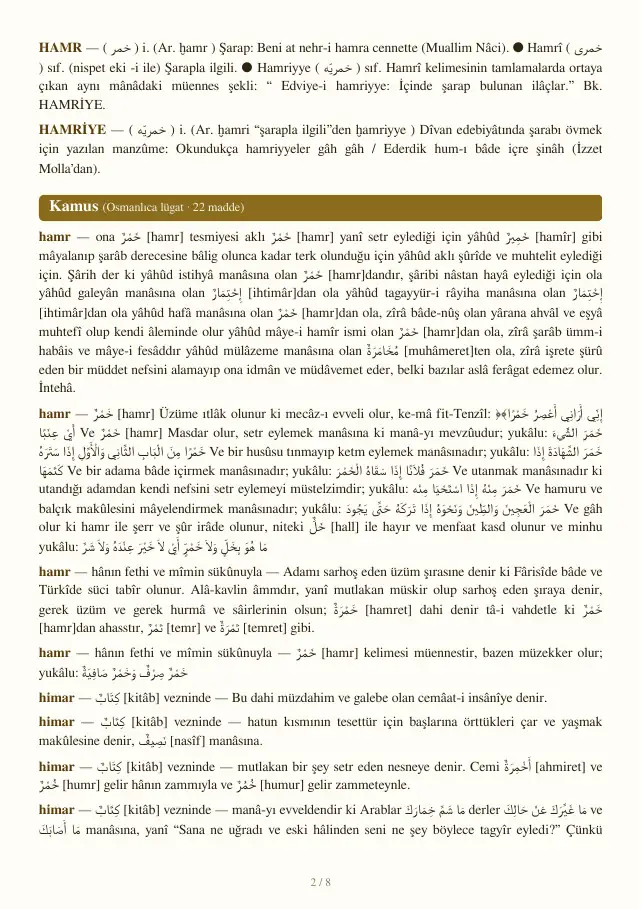 HAMR — ( خمر ) i. (Ar. ḫamr ) Şarap: Beni at nehr-i hamra cennette (Muallim Nâci). ● Hamrî ( خمرى
) sıf. (nispet eki -i ile) Şarapla ilgili. ● Hamriyye ( خمريّه ) sıf. Hamrî kelimesinin tamlamalarda ortaya
çıkan aynı mânâdaki müennes şekli: “ Edviye-i hamriyye: İçinde şarap bulunan ilâçlar.” Bk.
HAMRİYE.
HAMRİYE — ( خمريّه ) i. (Ar. ḫamri “şarapla ilgili”den ḫamriyye ) Dîvan edebiyâtında şarabı övmek
için yazılan manzûme: Okundukça hamriyyeler gâh gâh / Ederdik hum-ı bâde içre şinâh (İzzet
Molla’dan).
Kamus (Osmanlıca lügat · 22 madde)
hamr — ona خَمْرٌ [hamr] tesmiyesi aklı خَمْرٌ [hamr] yanî setr eylediği için yâhûd خَمِيرٌ [hamîr] gibi
mâyalanıp şarâb derecesine bâlig olunca kadar terk olunduğu için yâhûd aklı şûrîde ve muhtelit eylediği
için. Şârih der ki yâhûd istihyâ manâsına olan خَمْرٌ [hamr]dandır, şâribi nâstan hayâ eylediği için ola
yâhûd galeyân manâsına olan إِخْتِمَارٌ [ihtimâr]dan ola yâhûd tagayyür-i râyiha manâsına olan إِخْتِمَارٌ
[ihtimâr]dan ola yâhûd hafâ manâsına olan خَمْرٌ [hamr]dan ola, zîrâ bâde-nûş olan yârana ahvâl ve eşyâ
muhtefî olup kendi âleminde olur yâhûd mâye-i hamîr ismi olan خَمْرٌ [hamr]dan ola, zîrâ şarâb ümm-i
habâis ve mâye-i fesâddır yâhûd mülâzeme manâsına olan مُخَامَرَةٌ [muhâmeret]ten ola, zîrâ işrete şürû
eden bir müddet nefsini alamayıp ona idmân ve müdâvemet eder, belki bazılar aslâ ferâgat edemez olur.
İntehâ.
hamr — خَمْرٌ [hamr] Üzüme ıtlâk olunur ki mecâz-ı evveli olur, ke-mâ fit-Tenzîl: ﴿إِنِّي أَرَانِي أَعْصِرُ خَمْرًا﴾
أَيْ عِنَبًا Ve خَمْرٌ [hamr] Masdar olur, setr eylemek manâsına ki manâ-yı mevzûudur; yukâlu: خَمَرَ الشَّيْءَ
خَمْرًا مِنَ الْبَابِ الثَّانِي وَالْأَوَّلِ إِذَا سَتَرَهُ Ve bir husûsu tınmayıp ketm eylemek manâsınadır; yukâlu: خَمَرَ الشَّهَادَةَ إِذَا
كَتَمَهَا Ve bir adama bâde içirmek manâsınadır; yukâlu: خَمَرَ فُلَانًا إِذَا سَقَاهُ الْخَمْرَ Ve utanmak manâsınadır ki
utandığı adamdan kendi nefsini setr eylemeyi müstelzimdir; yukâlu: خَمَرَ مِنْهُ إِذَا اسْتَحْيَا مِنْه Ve hamuru ve
balçık makûlesini mâyelendirmek manâsınadır; yukâlu: خَمَرَ الْعَجِينَ وَالطِّينَ وَنَحْوَهُ إِذَا تَرَكَهُ حَتَّى يَجُودَ Ve gâh
olur ki hamr ile şerr ve şûr irâde olunur, niteki خَلٌّ [hall] ile hayır ve menfaat kasd olunur ve minhu
yukâlu: مَا هُوَ بِخَلٍّ وَلاَ خَمْرٍ أَيْ لاَ خَيْرَ عِنْدَهُ وَلاَ شَرَّ
hamr — hânın fethi ve mîmin sükûnuyla — Adamı sarhoş eden üzüm şırasına denir ki Fârisîde bâde ve
Türkîde süci tabîr olunur. Alâ-kavlin âmmdır, yanî mutlakan müskir olup sarhoş eden şıraya denir,
gerek üzüm ve gerek hurma ve sâirlerinin olsun; خَمْرَةٌ [hamret] dahi denir tâ-i vahdetle ki خَمْرٌ
[hamr]dan ahasstır, تَمْرٌ [temr] ve تَمْرَةٌ [temret] gibi.
hamr — hânın fethi ve mîmin sükûnuyla — خَمْرٌ [hamr] kelimesi müennestir, bazen müzekker olur;
yukâlu: خَمْرٌ صِرْفٌ وَخَمْرٌ صَافِيَةٌ
himar — كِتَابٌ [kitâb] vezninde — Bu dahi müzdahim ve galebe olan cemâat-i insânîye denir.
himar — كِتَابٌ [kitâb] vezninde — hatun kısmının tesettür için başlarına örttükleri çar ve yaşmak
makûlesine denir, نَصِيفٌ [nasîf] manâsına.
himar — كِتَابٌ [kitâb] vezninde — mutlakan bir şey setr eden nesneye denir. Cemi أَخْمِرَةٌ [ahmiret] ve
خُمْرٌ [humr] gelir hânın zammıyla ve خُمُرٌ [humur] gelir zammeteynle.
himar — كِتَابٌ [kitâb] vezninde — manâ-yı evveldendir ki Arablar مَا شَمَّ خِمَارَكَ derler مَا غَيَّرَكَ عَنْ حَالِكَ ve
مَا أَصَابَكَ manâsına, yanî “Sana ne uğradı ve eski hâlinden seni ne şey böylece tagyîr eyledi?” Çünkü
2 / 8